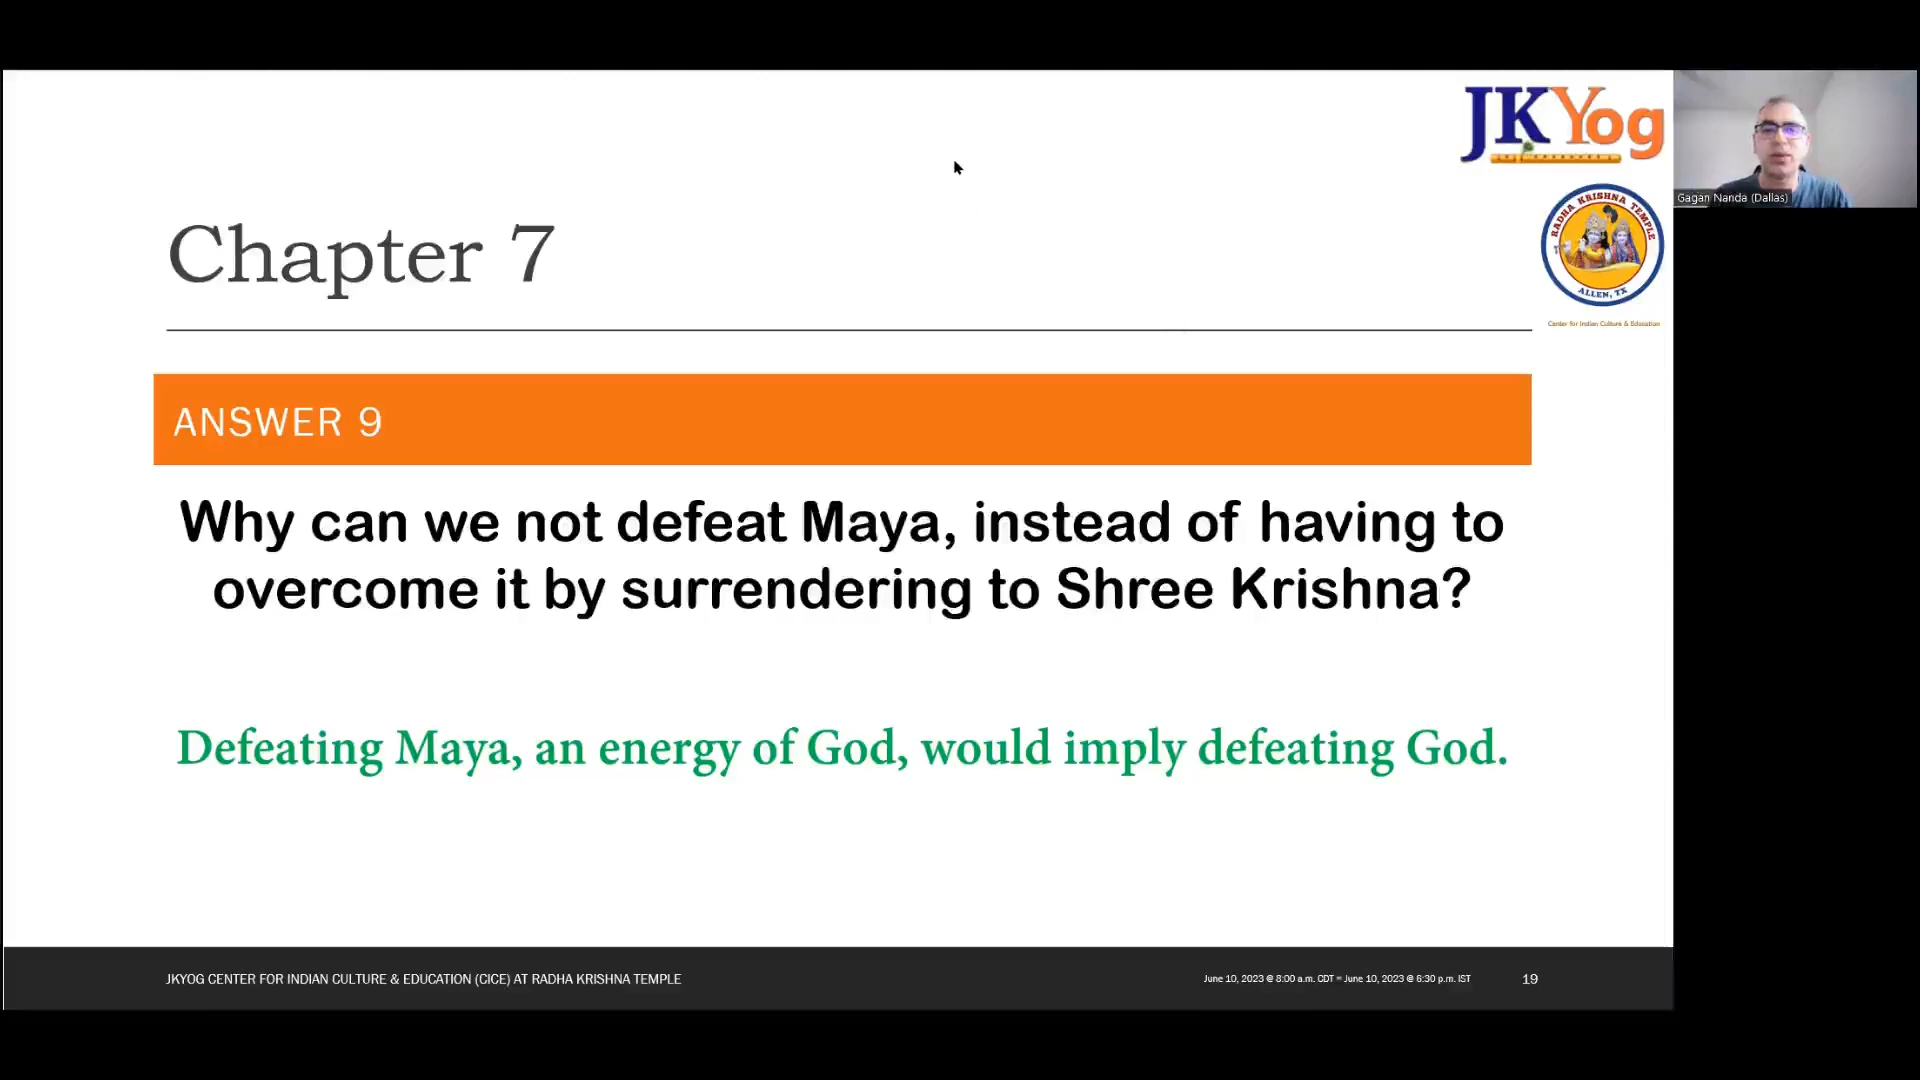 JKYog
Gagan Nanda (Dallas)
RADHA KRISHNA TEMPLE
ALLEN, TX
Center for Indian Culture & Education
Chapter 7
ANSWER 9
Why can we not defeat Maya, instead of having to
overcome it by surrendering to Shree Krishna?
Defeating Maya, an energy of God, would imply defeating God.
JKYOG CENTER FOR INDIAN CULTURE & EDUCATION (CICE) AT RADHA KRISHNA TEMPLE
June 10, 2023 @ 8:00 a.m. CDT = June 10, 2023 @ 6:30 p.m. IST
19